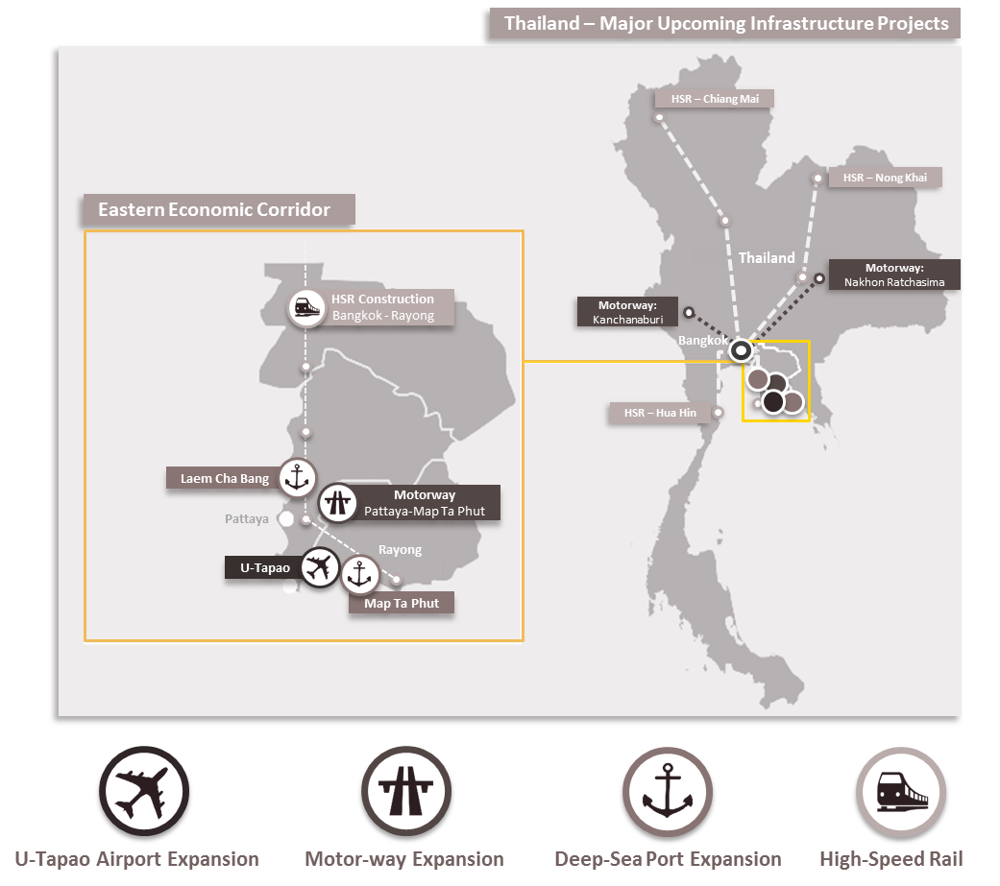 Thailand – Major Upcoming Infrastructure Projects
HSR – Chiang Mai
HSR – Nong Khai
Thailand
Motorway:
Nakhon Ratchasima
Motorway:
Kanchanaburi
Bangkok
HSR – Hua Hin
Eastern Economic Corridor
HSR Construction
Bangkok - Rayong
Laem Cha Bang
Motorway
Pattaya-Map Ta Phut
Pattaya
Rayong
U-Tapao
Map Ta Phut
U-Tapao Airport Expansion
Motor-way Expansion
Deep-Sea Port Expansion
High-Speed Rail